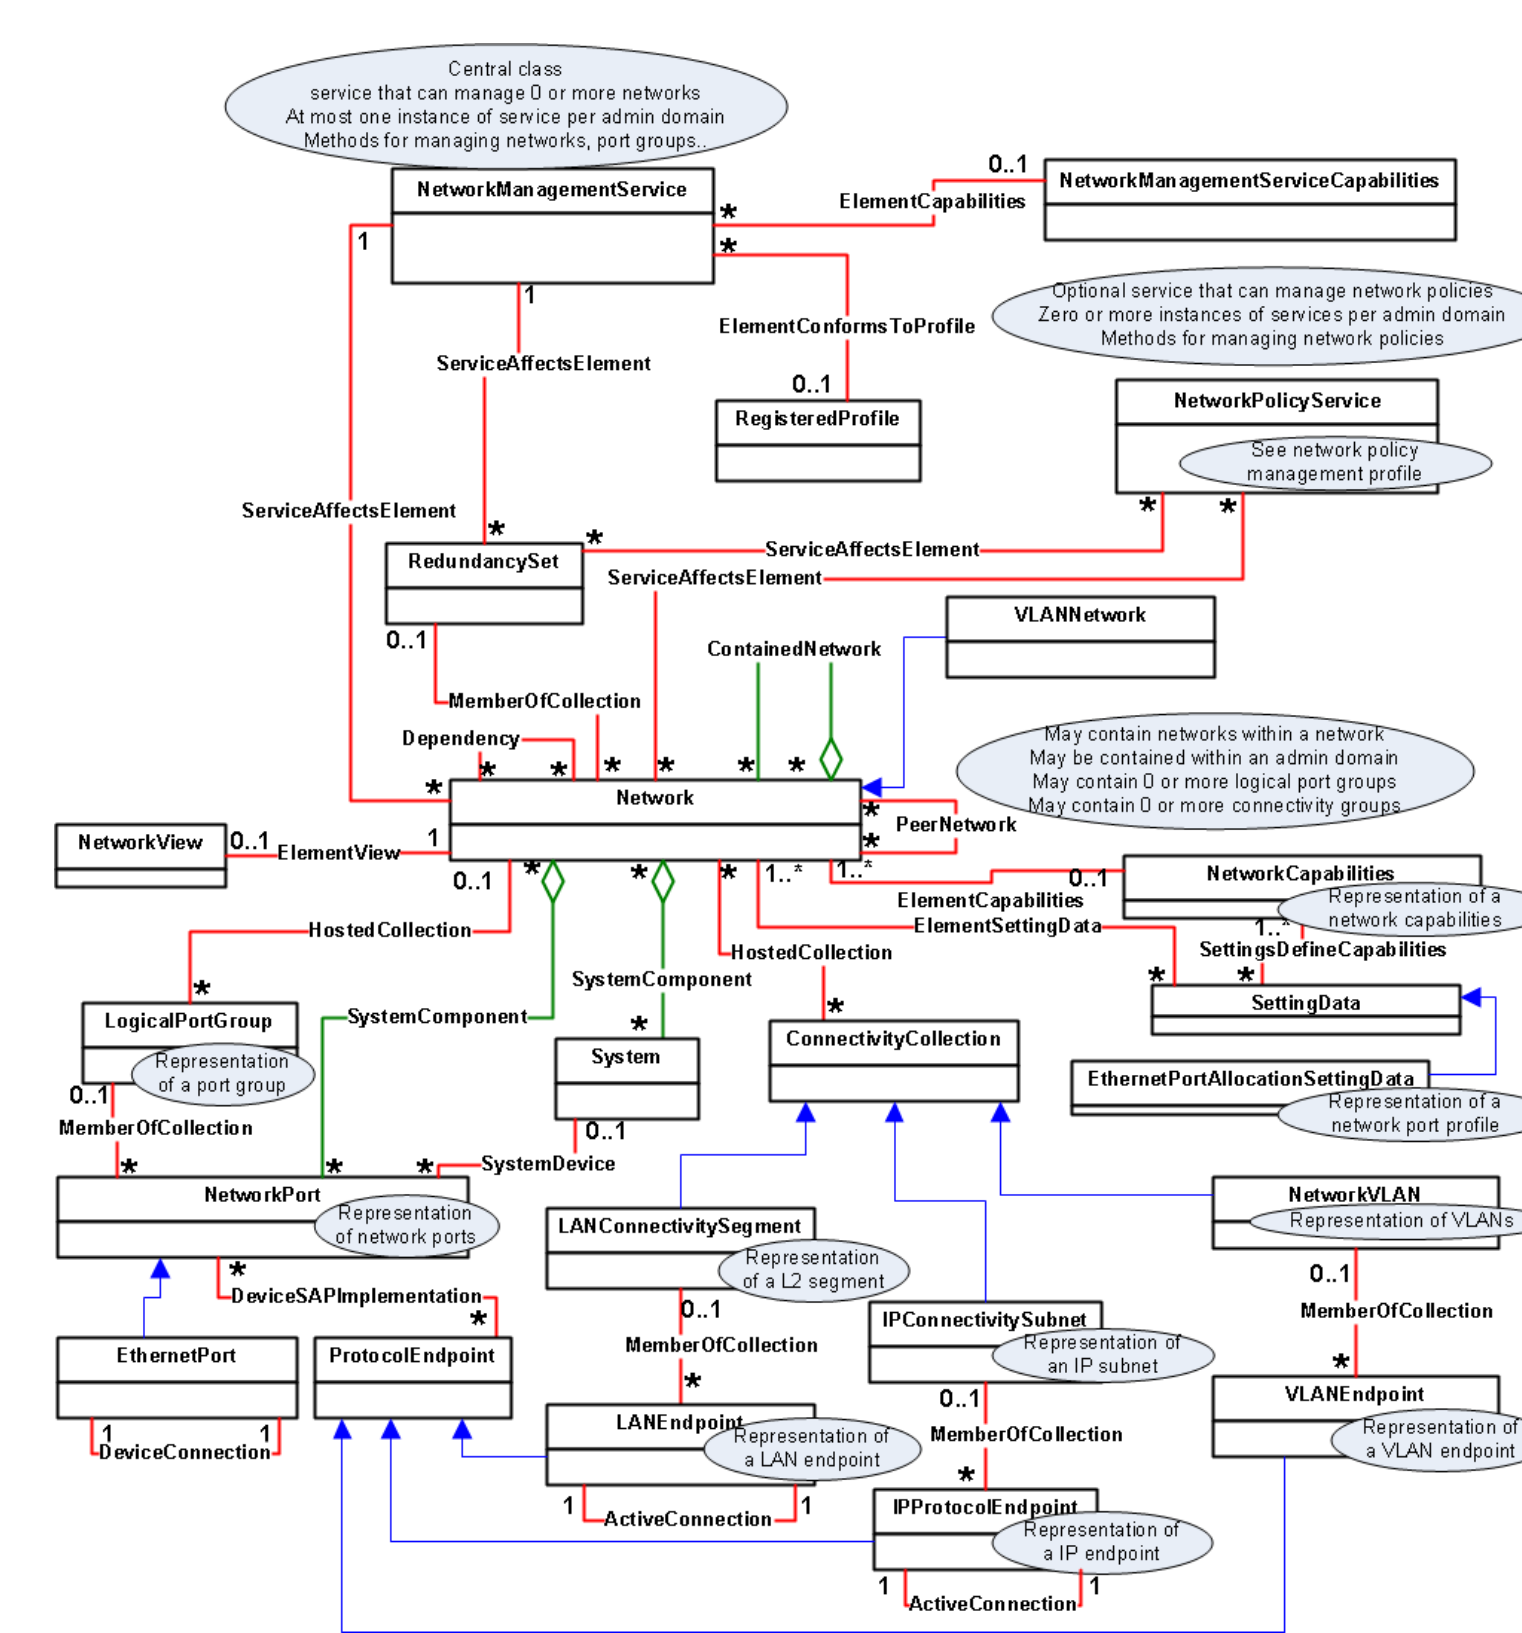 Central class
service that can manage 0 or more networks
At most one instance of service per admin domain
Methods for managing networks, port groups..
NetworkManagementService
0..1
NetworkManagementServiceCapabilities
ElementCapabilities
*
1
*
1
Optional service that can manage network policies
Zero or more instances of services per admin domain
Methods for managing network policies
ElementConformsToProfile
ServiceAffectsElement
0..1
RegisteredProfile
NetworkPolicyService
See network policy
management profile
*
*
ServiceAffectsElement
*
*
RedundancySet
ServiceAffectsElement
ServiceAffectsElement
0..1
VLANNetwork
ContainedNetwork
MemberOfCollection
Dependency
May contain networks within a network
May be contained within an admin domain
May contain 0 or more logical port groups
May contain 0 or more connectivity groups
*
*
*
*
*
*
*
Network
*
PeerNetwork
*
NetworkView
0..1
ElementView
1
0..1
*
*
*
1..*
1..*
0..1
NetworkCapabilities
Representation of a
network capabilities
ElementCapabilities
ElementSettingData
1..*
HostedCollection
HostedCollection
SettingsDefineCapabilities
SystemComponent
*
*
*
*
SettingData
LogicalPortGroup
SystemComponent
*
ConnectivityCollection
Representation
of a port group
System
EthernetPortAllocationSettingData
Representation of a
network port profile
0..1
MemberOfCollection
0..1
*
*
*
SystemDevice
NetworkPort
Representation
of network ports
NetworkVLAN
Representation of VLANs
LANConnectivitySegment
Representation
of a L2 segment
*
DeviceSAPImplementation
*
0..1
0..1
MemberOfCollection
IPConnectivitySubnet
Representation of
an IP subnet
MemberOfCollection
EthernetPort
ProtocolEndpoint
*
*
0..1
VLANEndpoint
Representation of
a VLAN endpoint
LANEndpoint
Representation of
a LAN endpoint
1
1
DeviceConnection
MemberOfCollection
*
1
1
ActiveConnection
IPProtocolEndpoint
Representation of
a IP endpoint
1
1
ActiveConnection